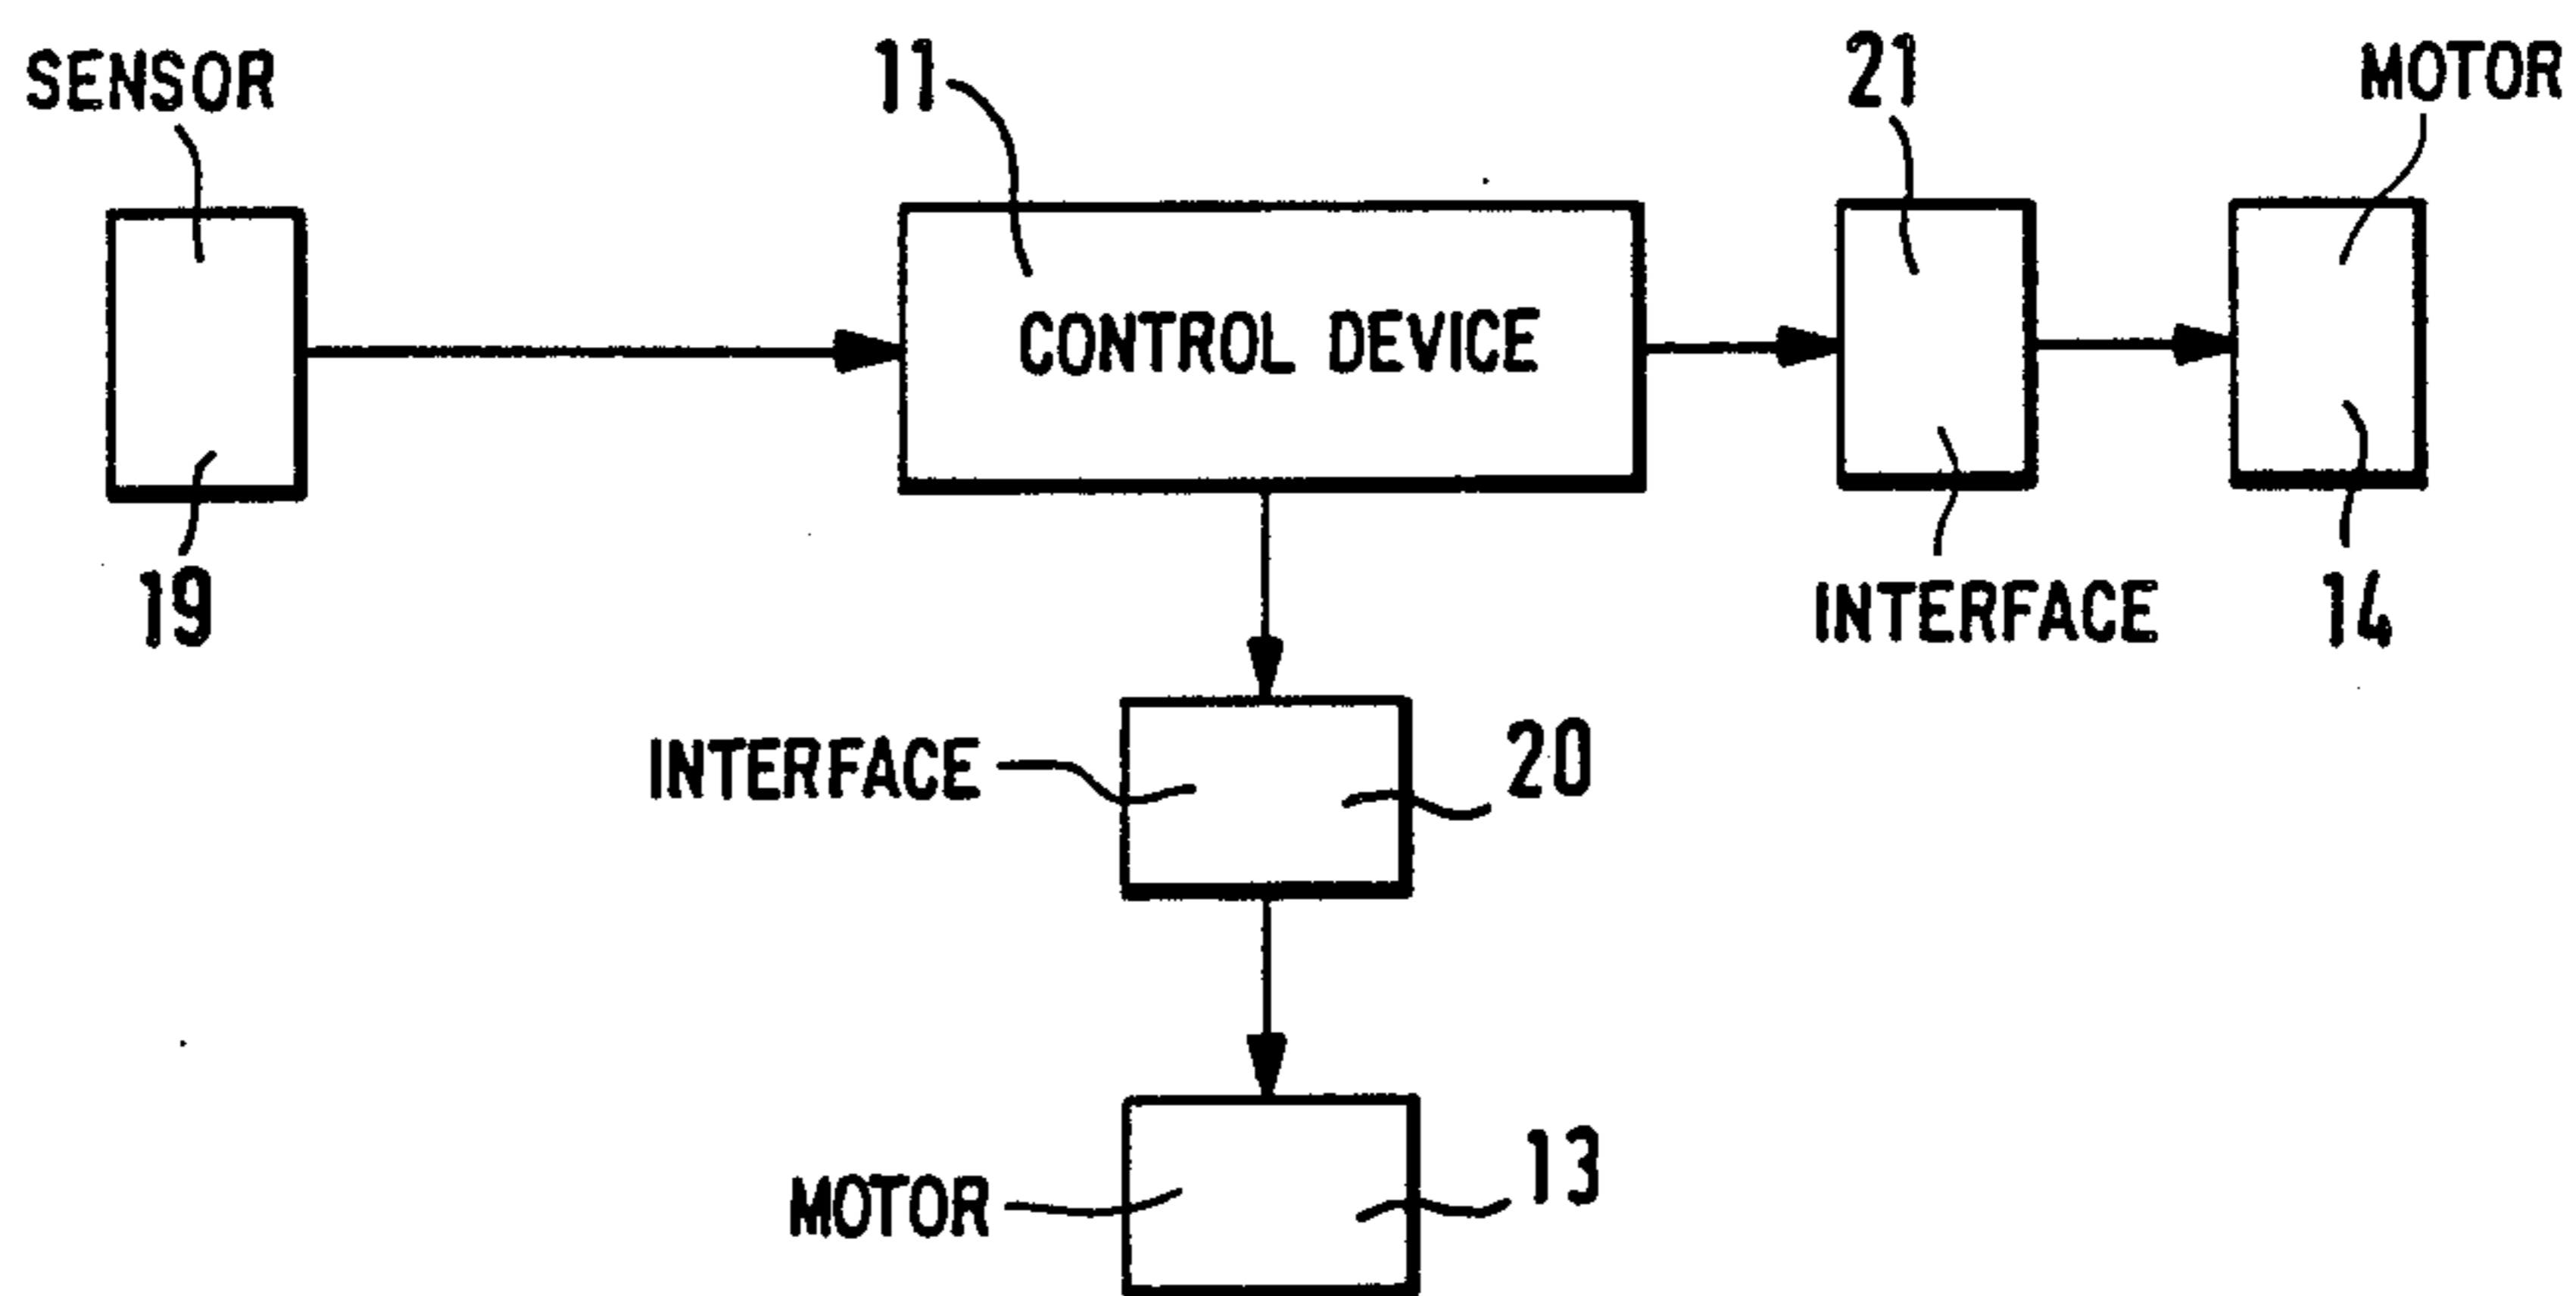 SENSOR
11
21
MOTOR
CONTROL DEVICE
19
INTERFACE
14
INTERFACE
20
MOTOR
13